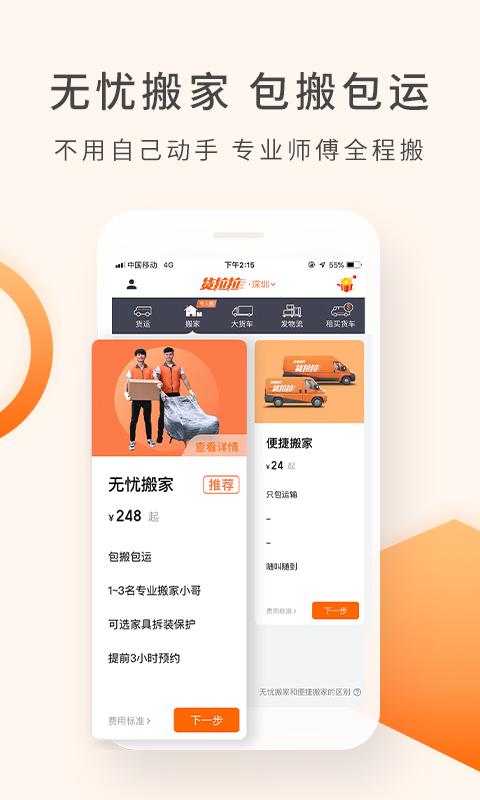 无忧搬家 包搬包运
不用自己动手 专业师傅全程搬
中国移动 4G
下午2:15
55%
货拉拉
·深圳
货运
搬家
大货车
发物流
租买货车
查看详情
无忧搬家
推荐
¥248 起
包搬包运
1~3名专业搬家小哥
可选家具拆装保护
提前3小时预约
费用标准>
下一步
货拉拉
便捷搬家
¥24 起
只包运输
–
–
随叫随到
费用标准>
下一步
无忧搬家和便捷搬家的区别 ?